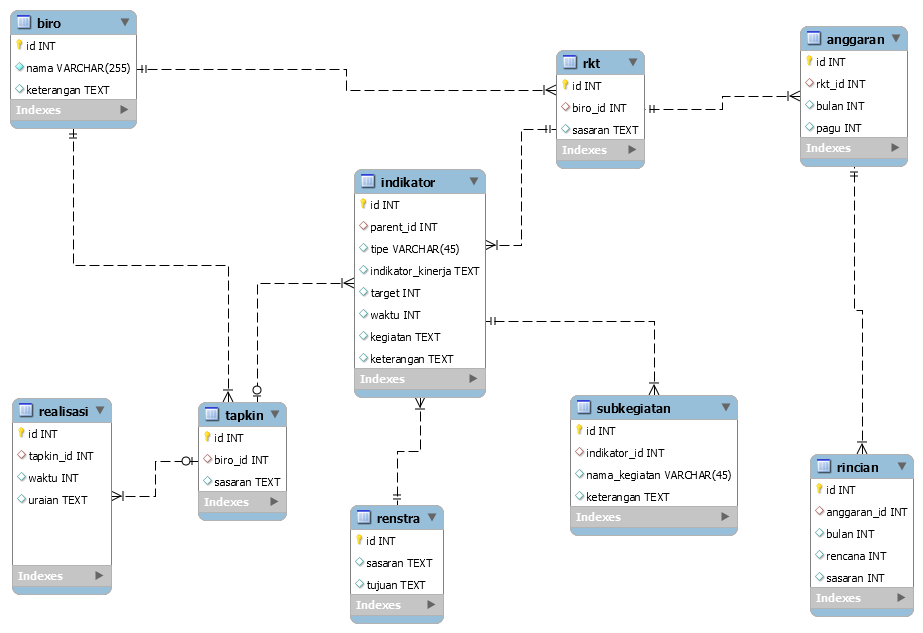 biro
id INT
nama VARCHAR(255)
keterangan TEXT
Indexes
rkt
id INT
biro_id INT
sasaran TEXT
Indexes
anggaran
id INT
rkt_id INT
bulan INT
pagu INT
Indexes
indikator
id INT
parent_id INT
tipe VARCHAR(45)
indikator_kinerja TEXT
target INT
waktu INT
kegiatan TEXT
keterangan TEXT
Indexes
realisasi
id INT
tapkin_id INT
waktu INT
uraian TEXT
Indexes
tapkin
id INT
biro_id INT
sasaran TEXT
Indexes
renstra
id INT
sasaran TEXT
tujuan TEXT
Indexes
subkegiatan
id INT
indikator_id INT
nama_kegiatan VARCHAR(45)
keterangan TEXT
Indexes
rincian
id INT
anggaran_id INT
bulan INT
rencana INT
sasaran INT
Indexes